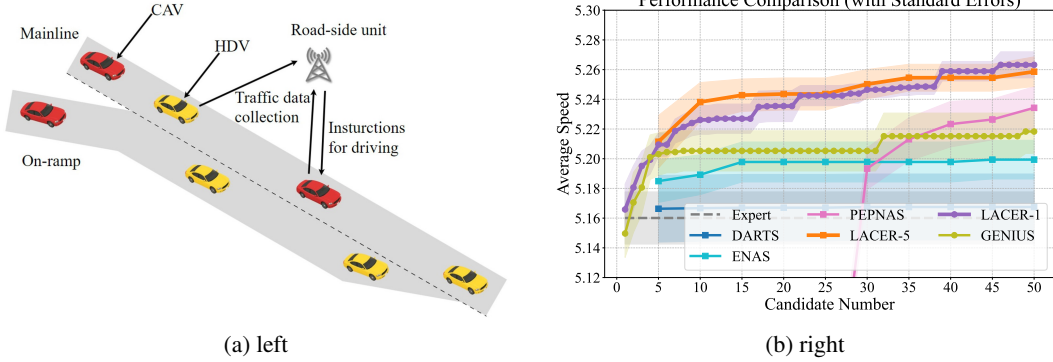 CAV
Mainline
HDV
Road-side unit
Traffic data
collection
Insturctions
for driving
On-ramp
(a) left
Performance Comparison (with Standard Errors)
Average Speed
5.30
5.28
5.26
5.24
5.22
5.20
5.18
5.16
5.14
5.12
Expert
DARTS
ENAS
PEPNAS
LACER-5
LACER-1
GENIUS
0 5 10 15 20 25 30 35 40 45 50
Candidate Number
(b) right